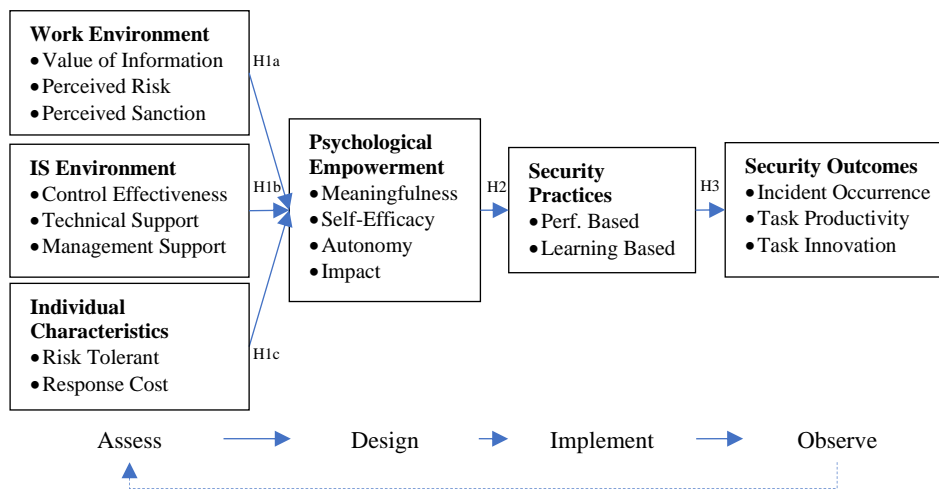 Work Environment
•Value of Information
•Perceived Risk
•Perceived Sanction
H1a
IS Environment
•Control Effectiveness
•Technical Support
•Management Support
H1b
Individual
Characteristics
•Risk Tolerant
•Response Cost
H1c
Psychological
Empowerment
•Meaningfulness
•Self-Efficacy
•Autonomy
•Impact
H2
Security
Practices
•Perf. Based
•Learning Based
H3
Security Outcomes
•Incident Occurrence
•Task Productivity
•Task Innovation
Assess
Design
Implement
Observe